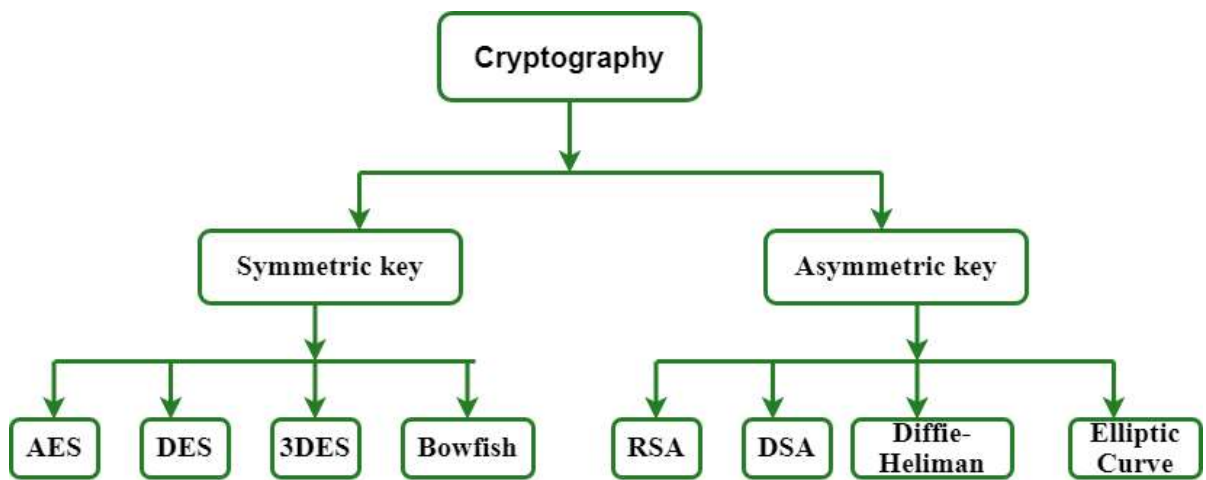 Cryptography
Symmetric key
Asymmetric key
AES
DES
3DES
Bowfish
RSA
DSA
Diffie-
Heliman
Elliptic
Curve